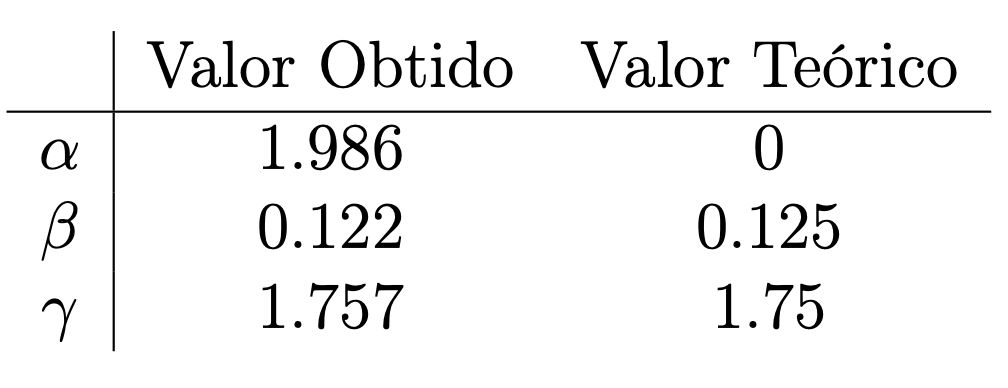 Valor Obtido Valor Teórico
α 1.986 0
β 0.122 0.125
γ 1.757 1.75